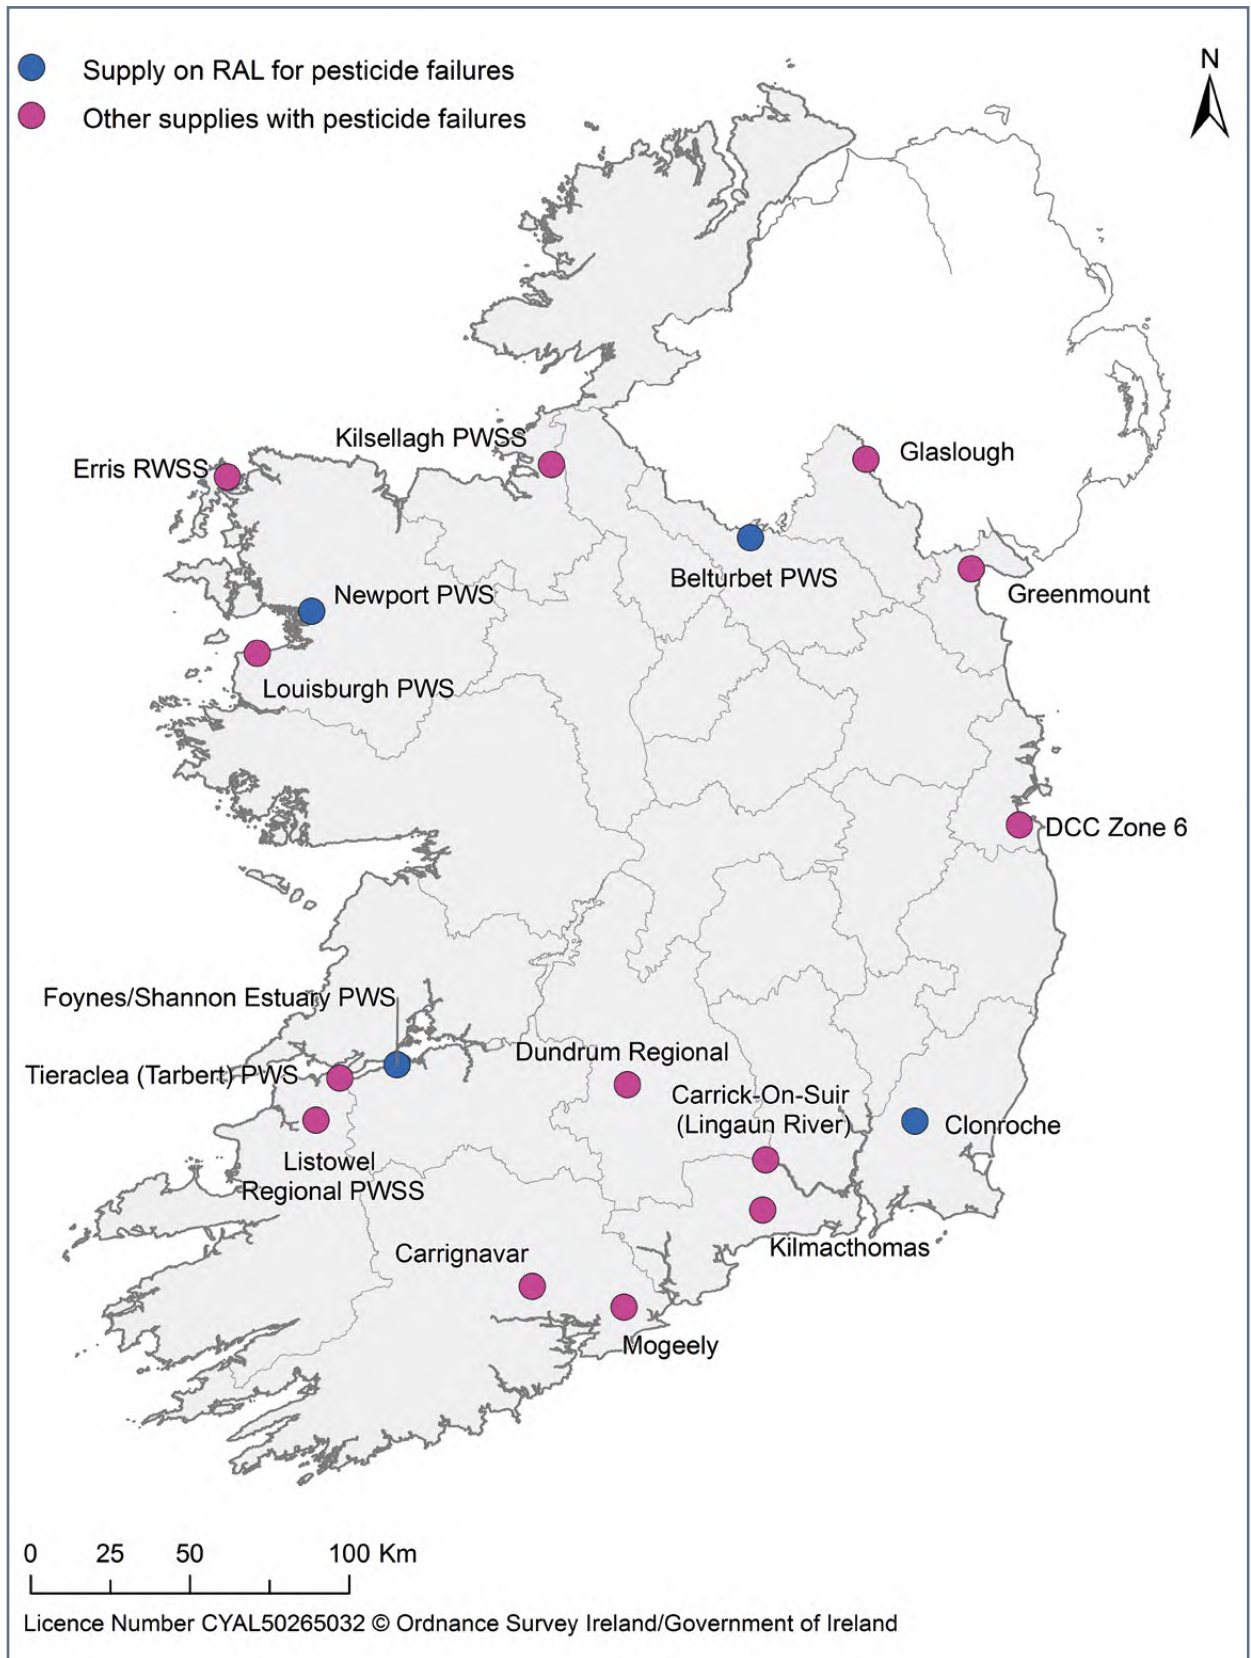 N
Supply on RAL for pesticide failures
Other supplies with pesticide failures
Kilsellagh PWSS
Glaslough
Erris RWSS
Belturbet PWS
Newport PWS
Greenmount
Louisburgh PWS
DCC Zone 6
Foynes/Shannon Estuary PWS
Dundrum Regional
Tieraclea (Tarbert) PWS
Carrick-On-Suir
(Lingaun River)
Clonroche
Listowel
Regional PWSS
Kilmacthomas
Carrignavar
Mogeely
0 25 50 100 Km
Licence Number CYAL50265032 © Ordnance Survey Ireland/Government of Ireland